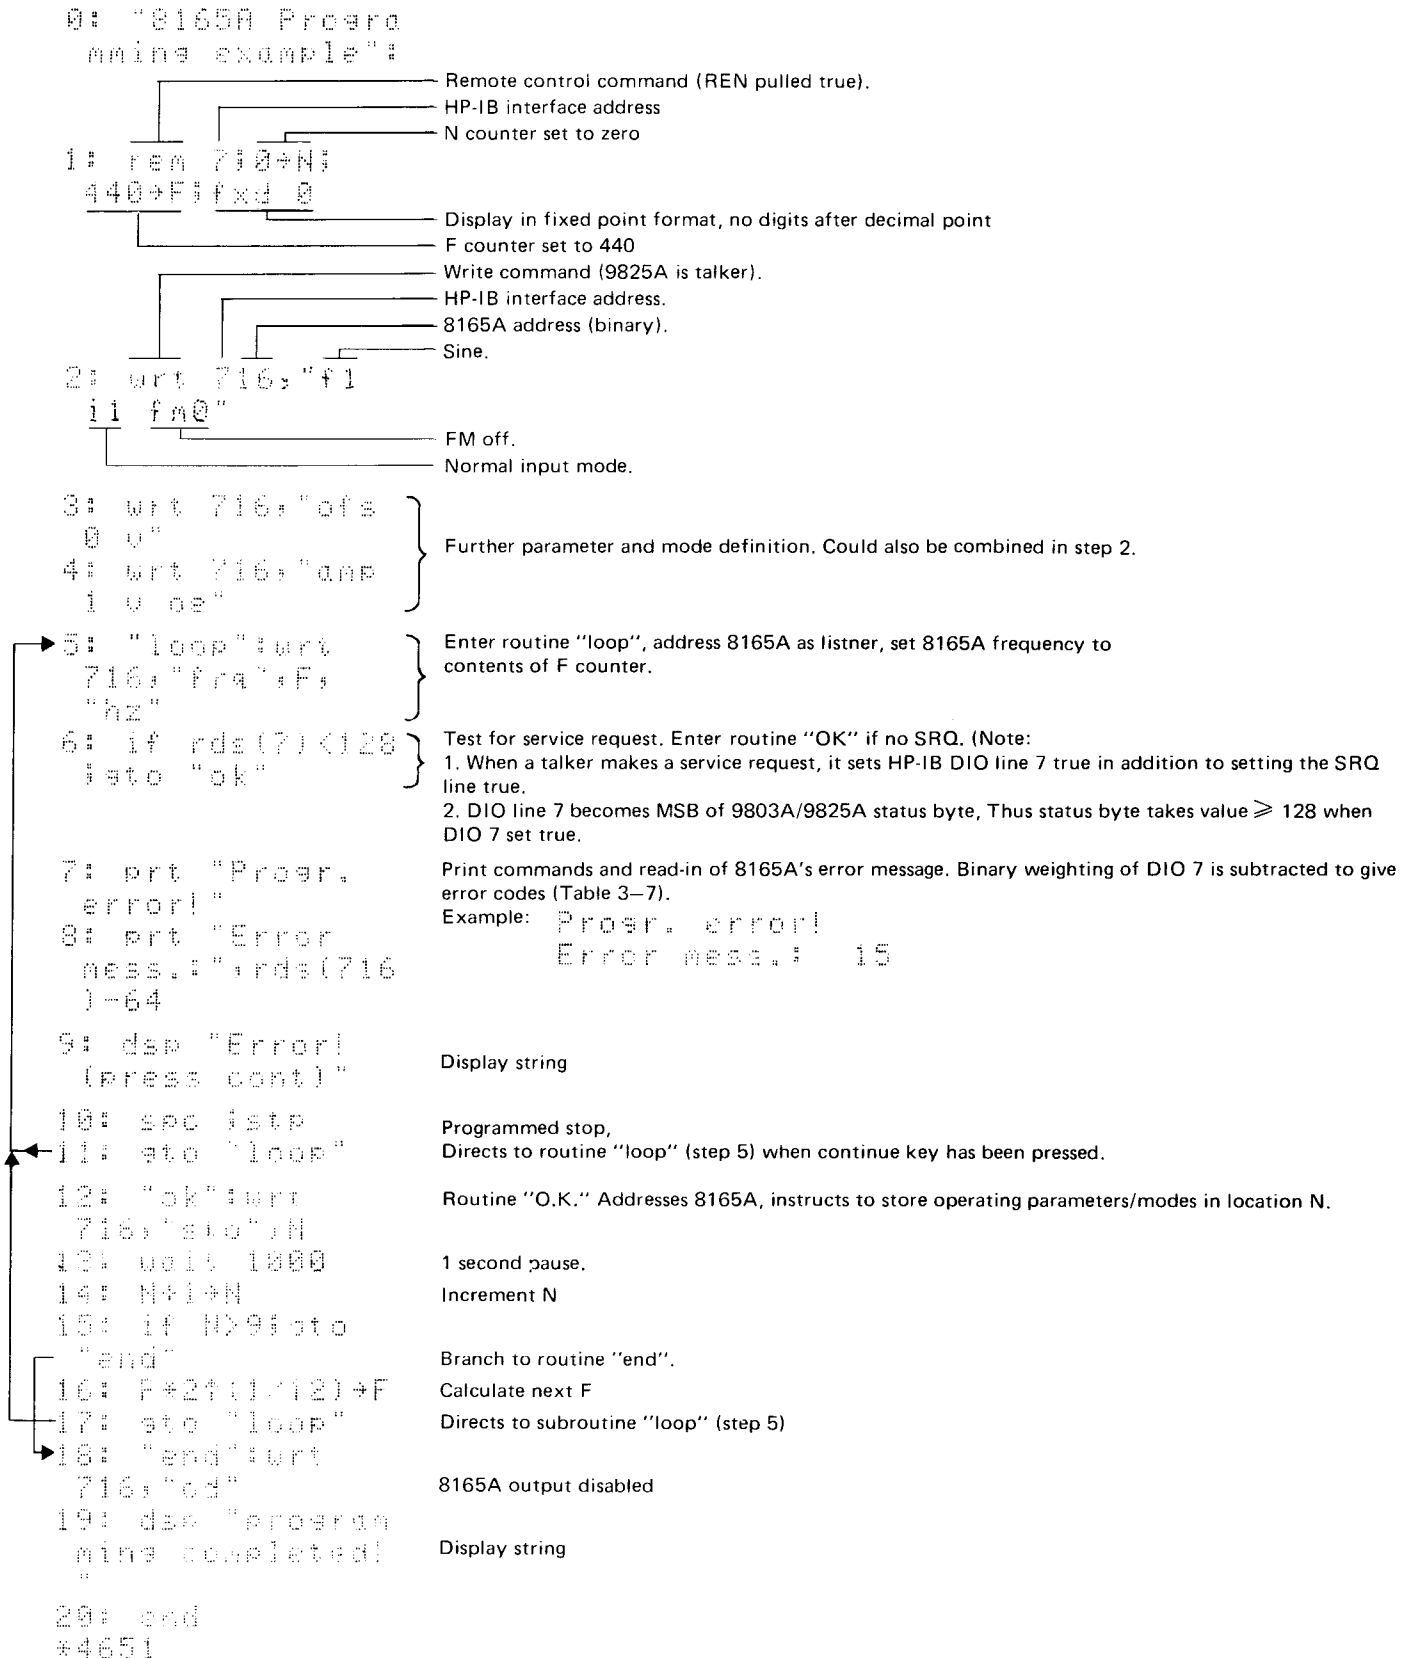 0: "8165A Progra
mming example":
Remote control command (REN pulled true).
HP-IB interface address
N counter set to zero
1: rem 7;0→N;
440→F;fxd 0
Display in fixed point format, no digits after decimal point
F counter set to 440
Write command (9825A is talker).
HP-IB interface address.
8165A address (binary).
Sine.
2: wrt 716,"f1
i1 fm0"
FM off.
Normal input mode.
3: wrt 716,"ofs
0 v"
4: wrt 716,"amp
1 v oe"
Further parameter and mode definition. Could also be combined in step 2.
5: "loop":wrt
716,"frq",F,
"hz"
Enter routine "loop", address 8165A as listner, set 8165A frequency to
contents of F counter.
6: if rds(7)<128
;gto "ok"
Test for service request. Enter routine "OK" if no SRQ. (Note:
1. When a talker makes a service request, it sets HP-IB DIO line 7 true in addition to setting the SRQ
line true.
2. DIO line 7 becomes MSB of 9803A/9825A status byte, Thus status byte takes value ⩾ 128 when
DIO 7 set true.
7: prt "Progr.
error!"
8: prt "Error
mess.:",rds(716
)-64
Print commands and read-in of 8165A's error message. Binary weighting of DIO 7 is subtracted to give
error codes (Table 3–7).
Example: Progr. error!
Error mess.: 15
9: dsp "Error!
(press cont)"
Display string
10: spc ;stp
Programmed stop,
11: gto "loop"
Directs to routine "loop" (step 5) when continue key has been pressed.
12: "ok":wrt
716,"sto",N
Routine "O.K." Addresses 8165A, instructs to store operating parameters/modes in location N.
13: wait 1000
1 second pause.
14: N+1→N
Increment N
15: if N>9;gto
"end"
Branch to routine "end".
16: F*2↑(1/12)→F
Calculate next F
17: gto "loop"
Directs to subroutine "loop" (step 5)
18: "end":wrt
716,"od"
8165A output disabled
19: dsp "program
ming completed!
"
Display string
20: end
*4651